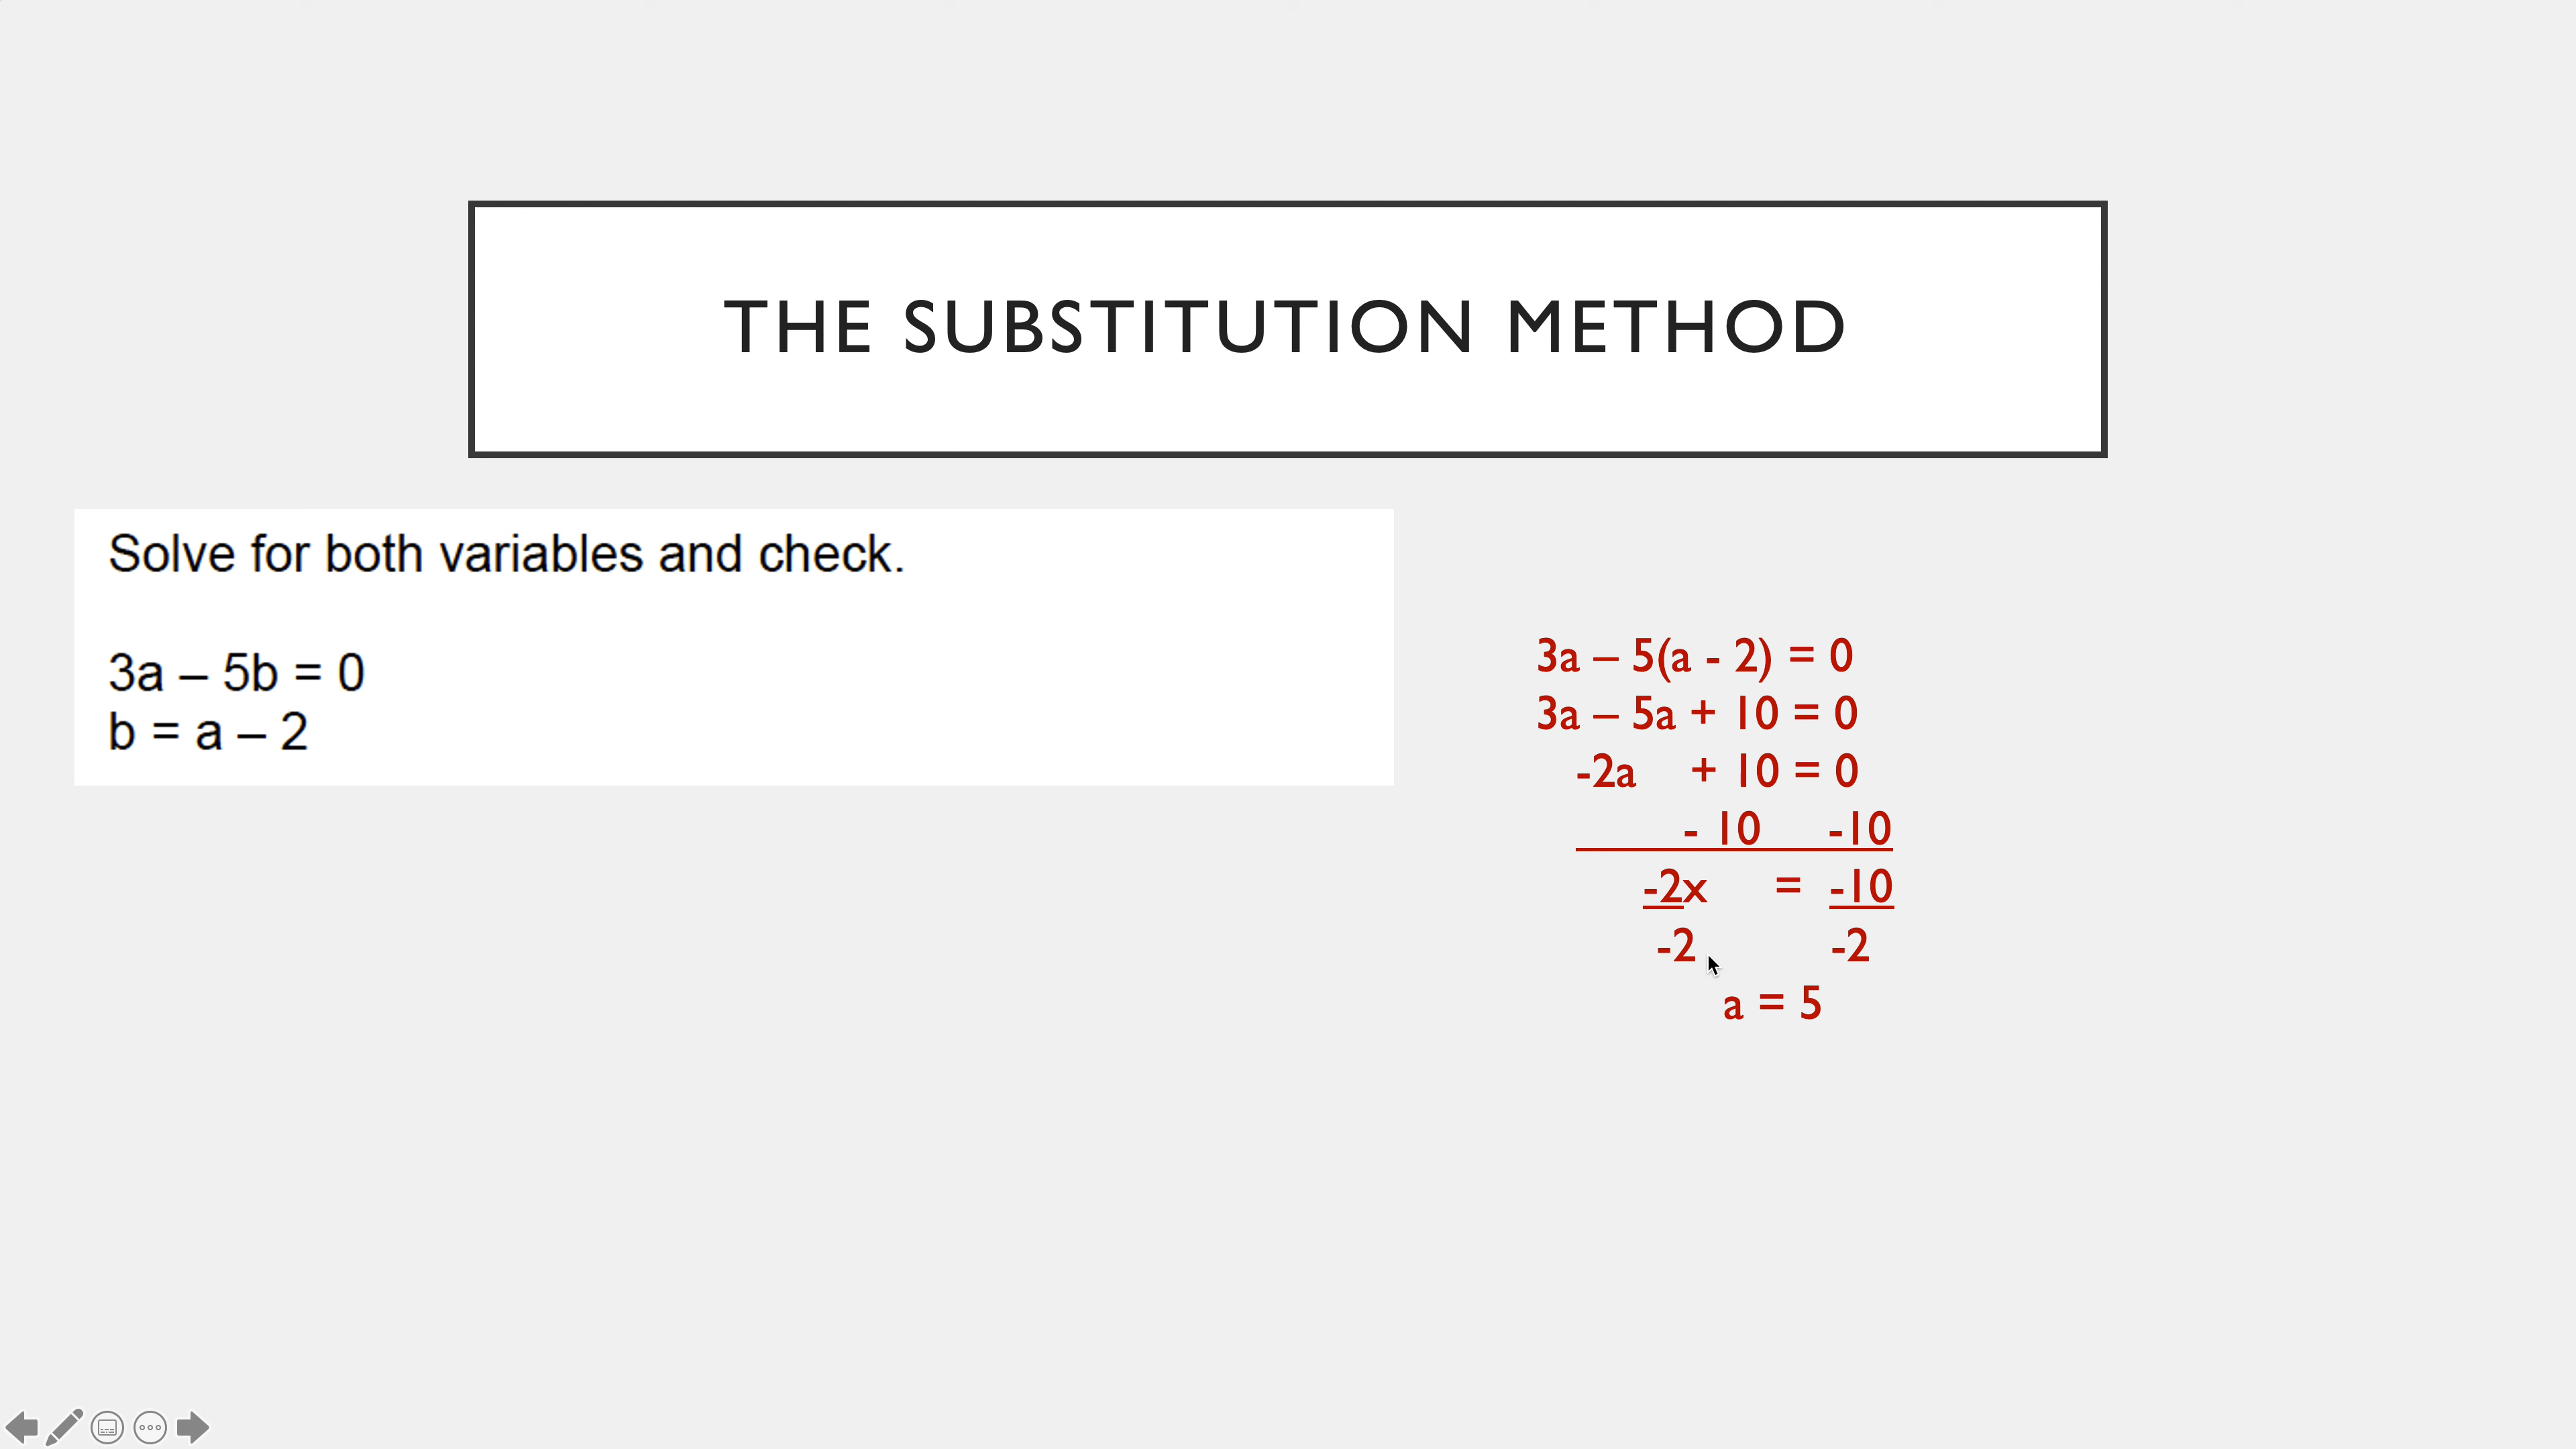 THE SUBSTITUTION METHOD
Solve for both variables and check.
3a – 5b = 0
b = a – 2
3a – 5(a - 2) = 0
3a – 5a + 10 = 0
-2a + 10 = 0
- 10 -10
-2x = -10
-2 -2
a = 5